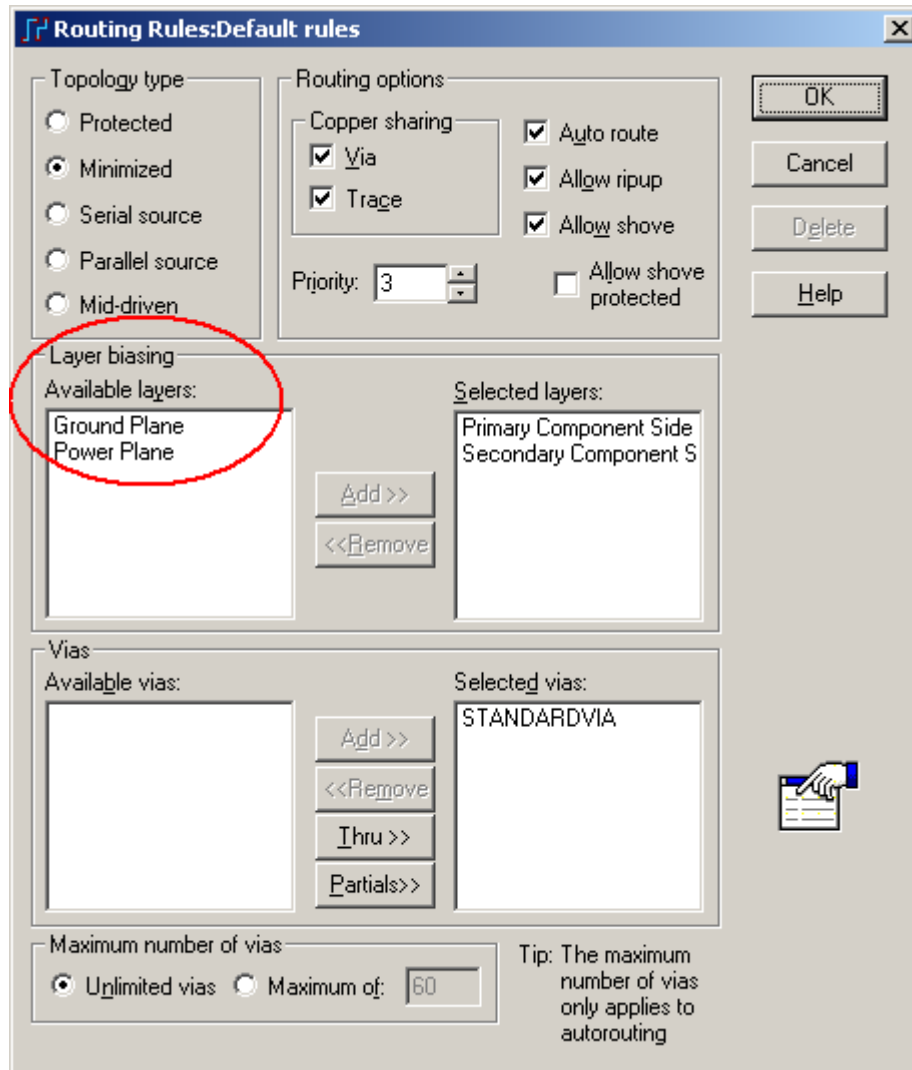 Routing Rules:Default rules
Topology type
Protected
Minimized
Serial source
Parallel source
Mid-driven
Routing options
Copper sharing
Via
Trace
Auto route
Allow ripup
Allow shove
Priority: 3
Allow shove
protected
OK
Cancel
Delete
Help
Layer biasing
Available layers:
Ground Plane
Power Plane
Add >>
<<Remove
Selected layers:
Primary Component Side
Secondary Component S
Vias
Available vias:
Add >>
<<Remove
Thru >>
Partials>>
Selected vias:
STANDARDVIA
Maximum number of vias
Unlimited vias
Maximum of: 60
Tip: The maximum
number of vias
only applies to
autorouting